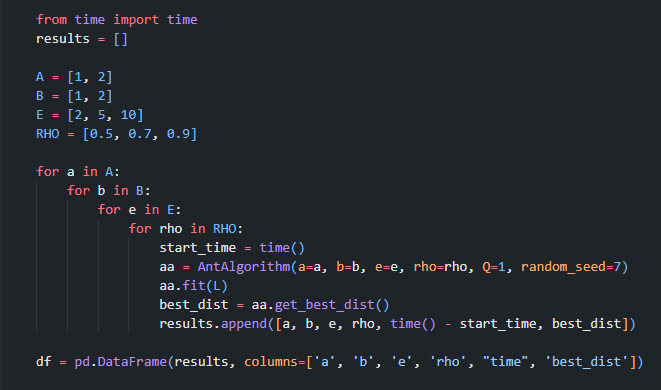 from time import time
results = []

A = [1, 2]
B = [1, 2]
E = [2, 5, 10]
RHO = [0.5, 0.7, 0.9]

for a in A:
    for b in B:
        for e in E:
            for rho in RHO:
                start_time = time()
                aa = AntAlgorithm(a=a, b=b, e=e, rho=rho, Q=1, random_seed=7)
                aa.fit(L)
                best_dist = aa.get_best_dist()
                results.append([a, b, e, rho, time() - start_time, best_dist])

df = pd.DataFrame(results, columns=['a', 'b', 'e', 'rho', "time", 'best_dist'])